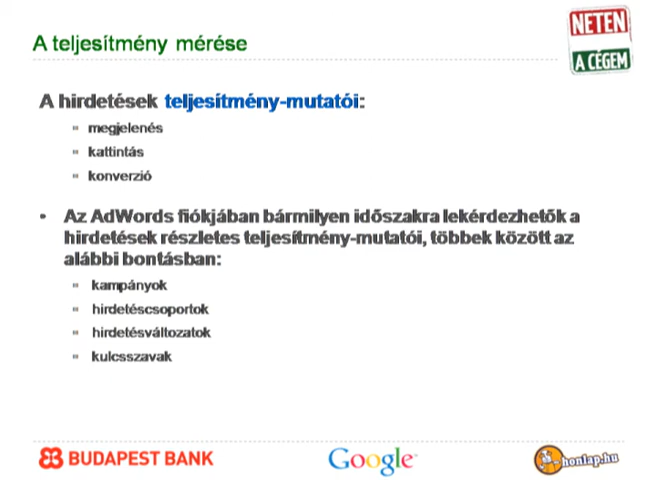 A teljesítmény mérése
NETEN
A CÉGEM
A hirdetések teljesítmény-mutatói:
megjelenés
kattintás
konverzió
• Az AdWords fiókjában bármilyen időszakra lekérdezhetők a
hirdetések részletes teljesítmény-mutatói, többek között az
alábbi bontásban:
kampányok
hirdetéscsoportok
hirdetésváltozatok
kulcsszavak
BUDAPEST BANK
Google
honlap.hu